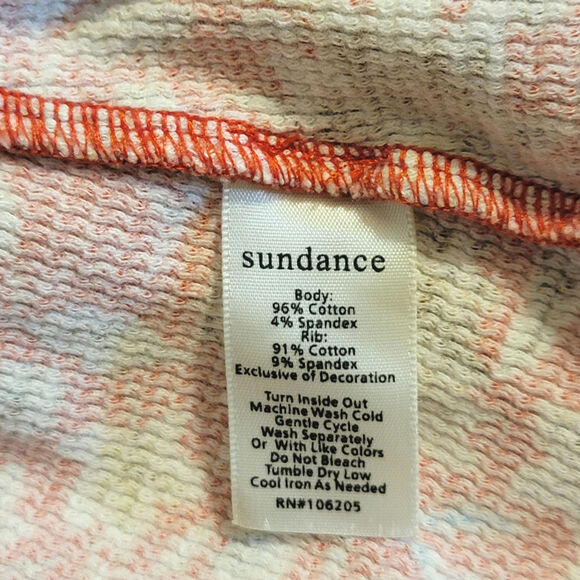 sundance
Body:
96% Cotton
4% Spandex
Rib:
91% Cotton
9% Spandex
Exclusive of Decoration
Turn Inside Out
Machine Wash Cold
Gentle Cycle
Wash Separately
Or With Like Colors
Do Not Bleach
Tumble Dry Low
Cool Iron As Needed
RN#106205